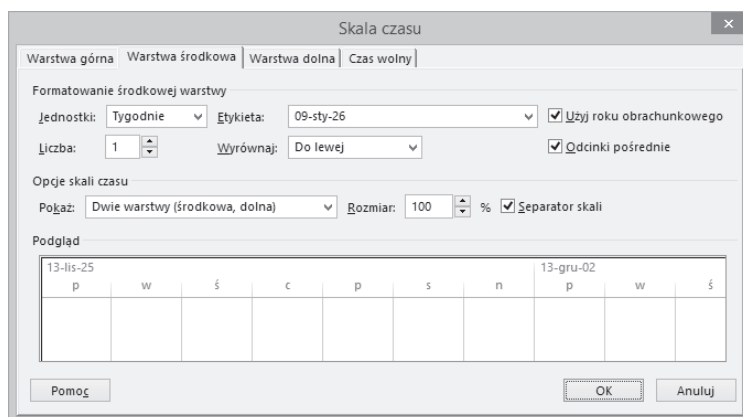 Skala czasu
Warstwa górna Warstwa środkowa Warstwa dolna Czas wolny
Formatowanie środkowej warstwy
Jednostki: Tygodnie Etykieta: 09-sty-26 Użyj roku obrachunkowego
Liczba: 1 Wyrównaj: Do lewej Odcinki pośrednie
Opcje skali czasu
Pokaż: Dwie warstwy (środkowa, dolna) Rozmiar: 100 % Separator skali
Podgląd
13-lis-25 13-gru-02
p w ś c p s n p w ś
Pomoc OK Anuluj